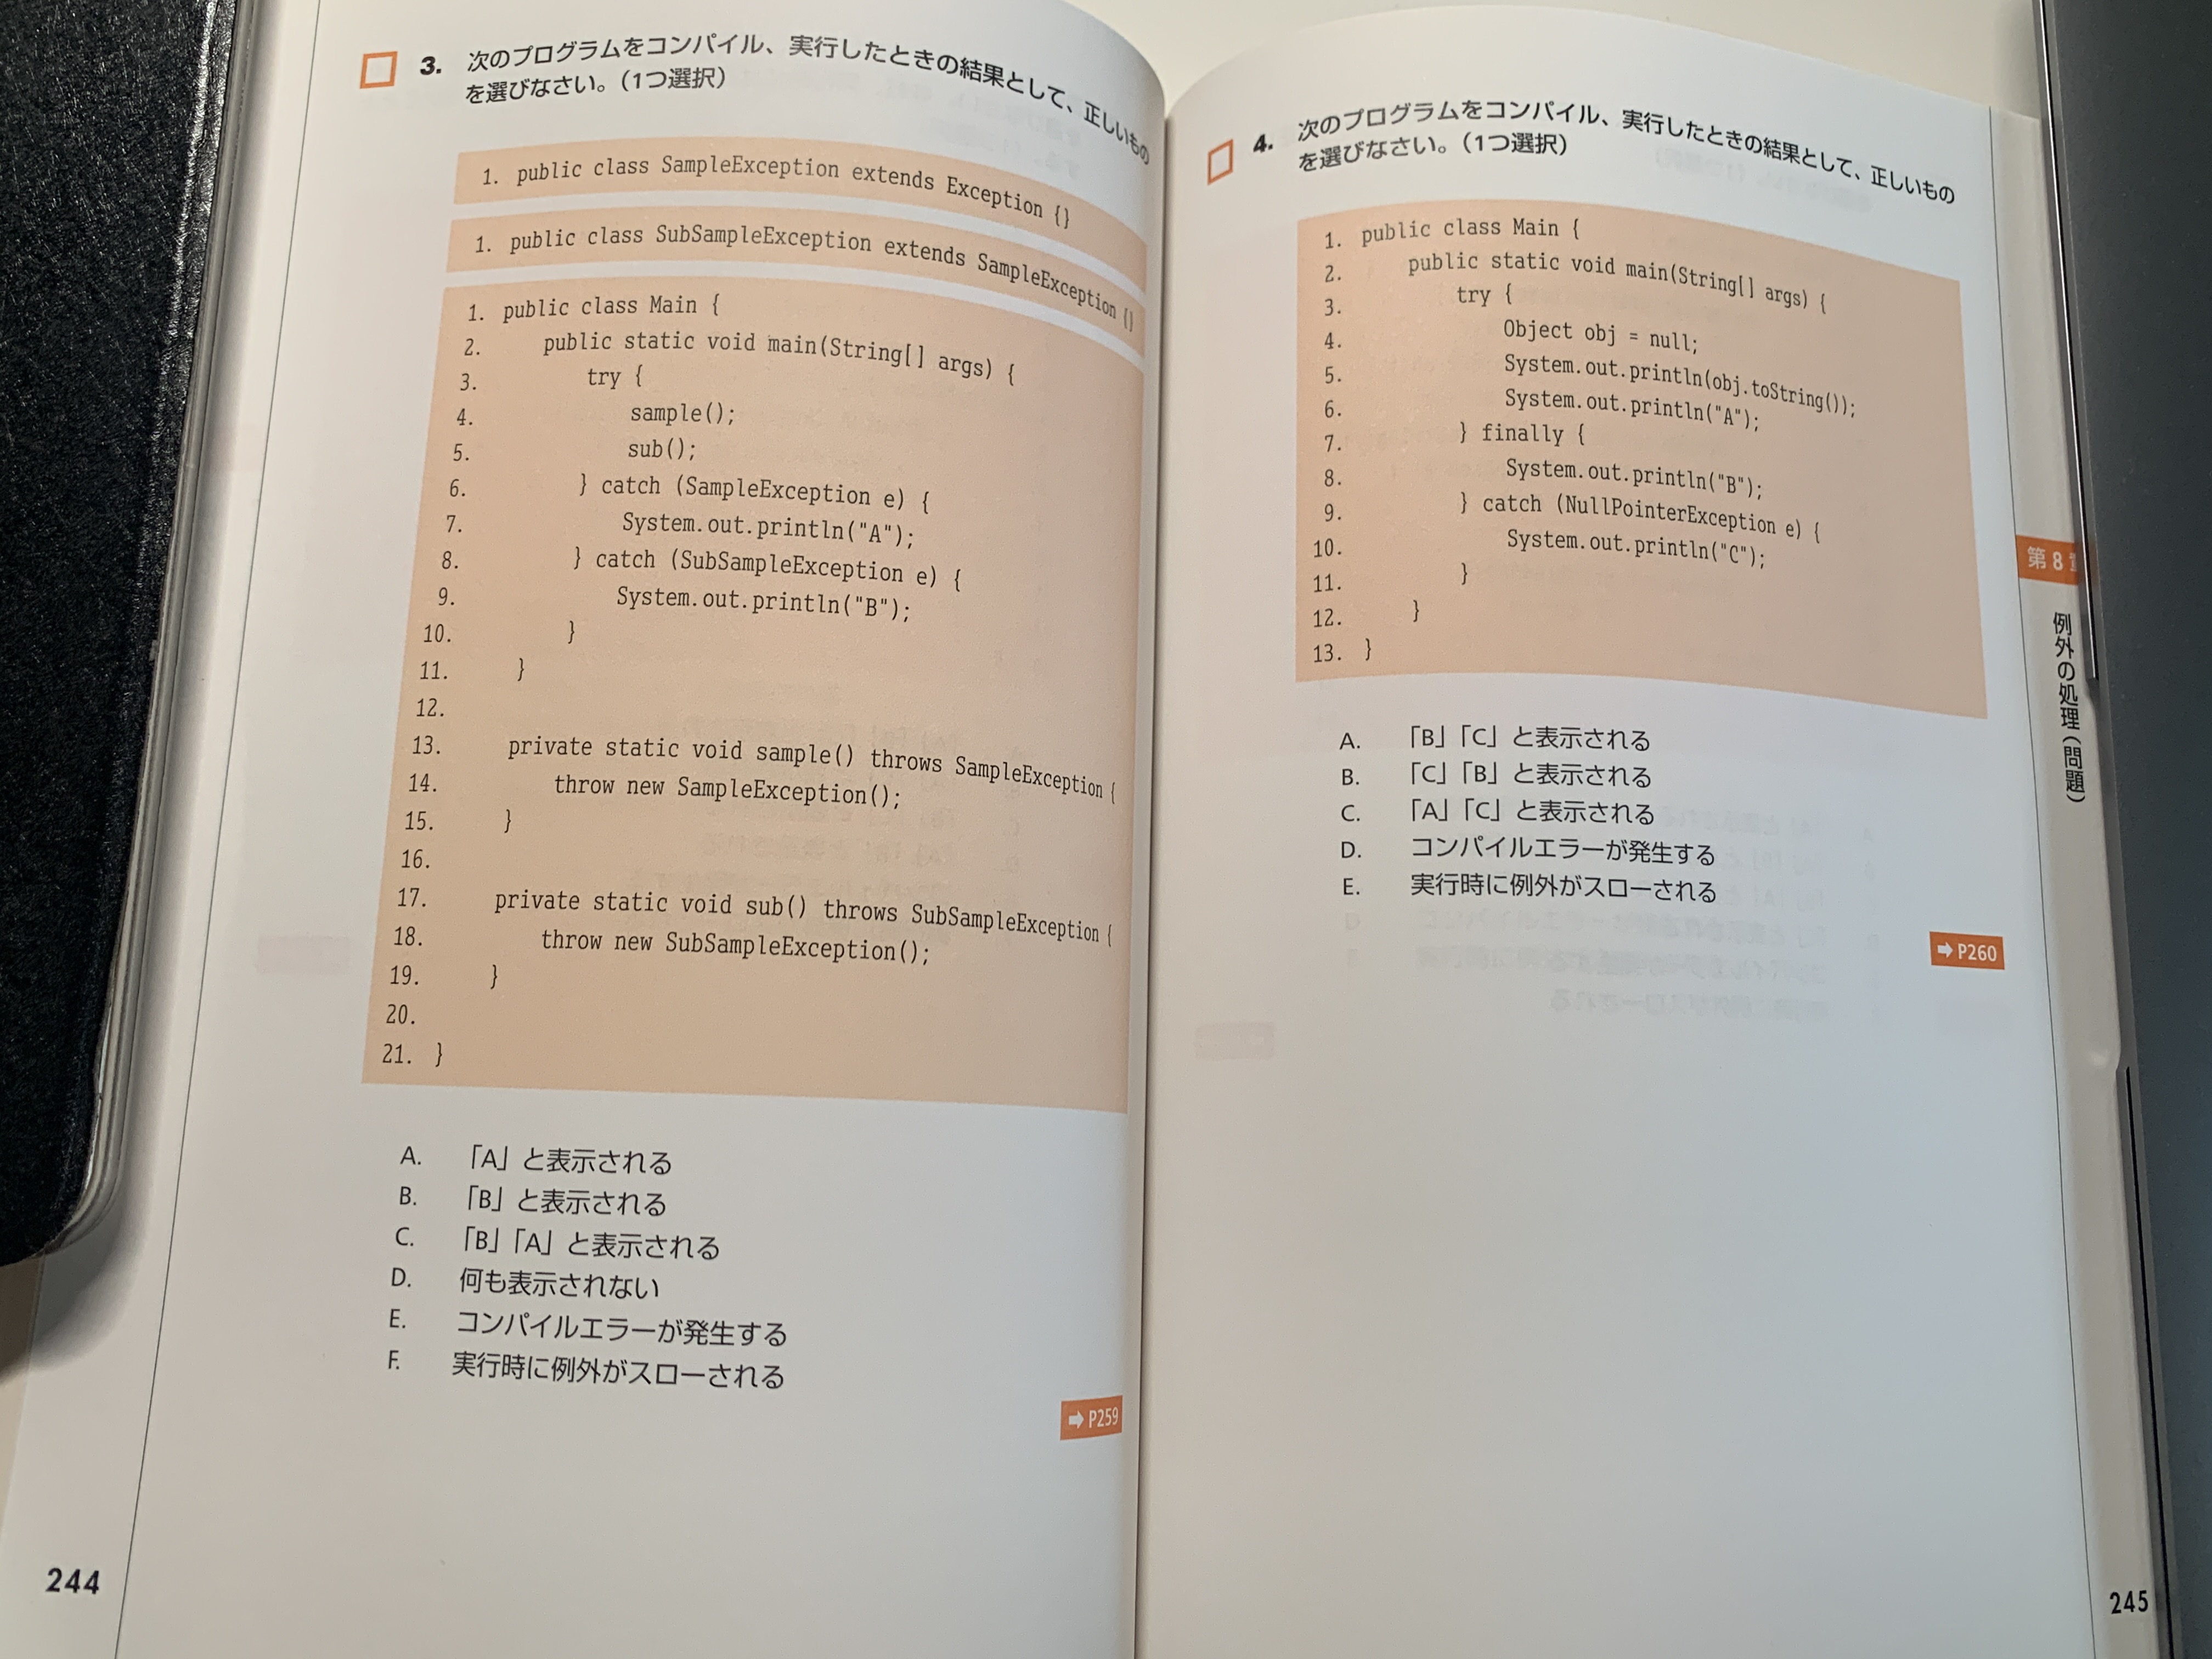 3. 次のプログラムをコンパイル、実行したときの結果として、正しいもの
を選びなさい。（1つ選択）
1. public class SampleException extends Exception {}
1. public class SubSampleException extends SampleException {}
1. public class Main {
2. public static void main(String[] args) {
3. try {
4. sample();
5. sub();
6. } catch (SampleException e) {
7. System.out.println("A");
8. } catch (SubSampleException e) {
9. System.out.println("B");
10. }
11. }
12.
13. private static void sample() throws SampleException {
14. throw new SampleException();
15. }
16.
17. private static void sub() throws SubSampleException {
18. throw new SubSampleException();
19. }
20.
21. }
A. 「A」と表示される
B. 「B」と表示される
C. 「B」「A」と表示される
D. 何も表示されない
E. コンパイルエラーが発生する
F. 実行時に例外がスローされる
➡ P259
244
4. 次のプログラムをコンパイル、実行したときの結果として、正しいもの
を選びなさい。（1つ選択）
1. public class Main {
2. public static void main(String[] args) {
3. try {
4. Object obj = null;
5. System.out.println(obj.toString());
6. System.out.println("A");
7. } finally {
8. System.out.println("B");
9. } catch (NullPointerException e) {
10. System.out.println("C");
11. }
12. }
13. }
A. 「B」「C」と表示される
B. 「C」「B」と表示される
C. 「A」「C」と表示される
D. コンパイルエラーが発生する
E. 実行時に例外がスローされる
➡ P260
第8
例外の処理（問題）
245